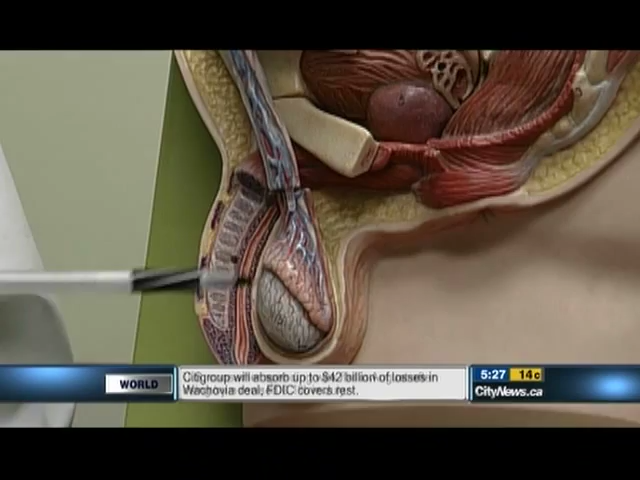 WORLD
Citigroup will absorb up to $42 billion of losses in
Wachovia deal; FDIC covers rest.
5:27 14c
CityNews.ca